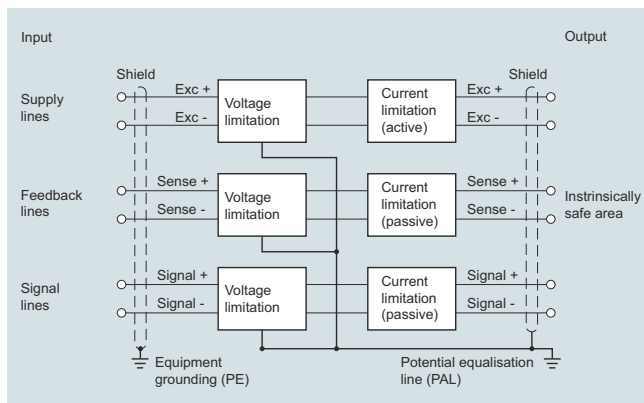 Input
Output
Shield
Shield
Supply
lines
Exc +
Exc -
Voltage
limitation
Current
limitation
(active)
Exc +
Exc -
Feedback
lines
Sense +
Sense -
Voltage
limitation
Current
limitation
(passive)
Sense +
Sense -
Instrinsically
safe area
Signal
lines
Signal +
Signal -
Voltage
limitation
Current
limitation
(passive)
Signal +
Signal -
Equipment
grounding (PE)
Potential equalisation
line (PAL)